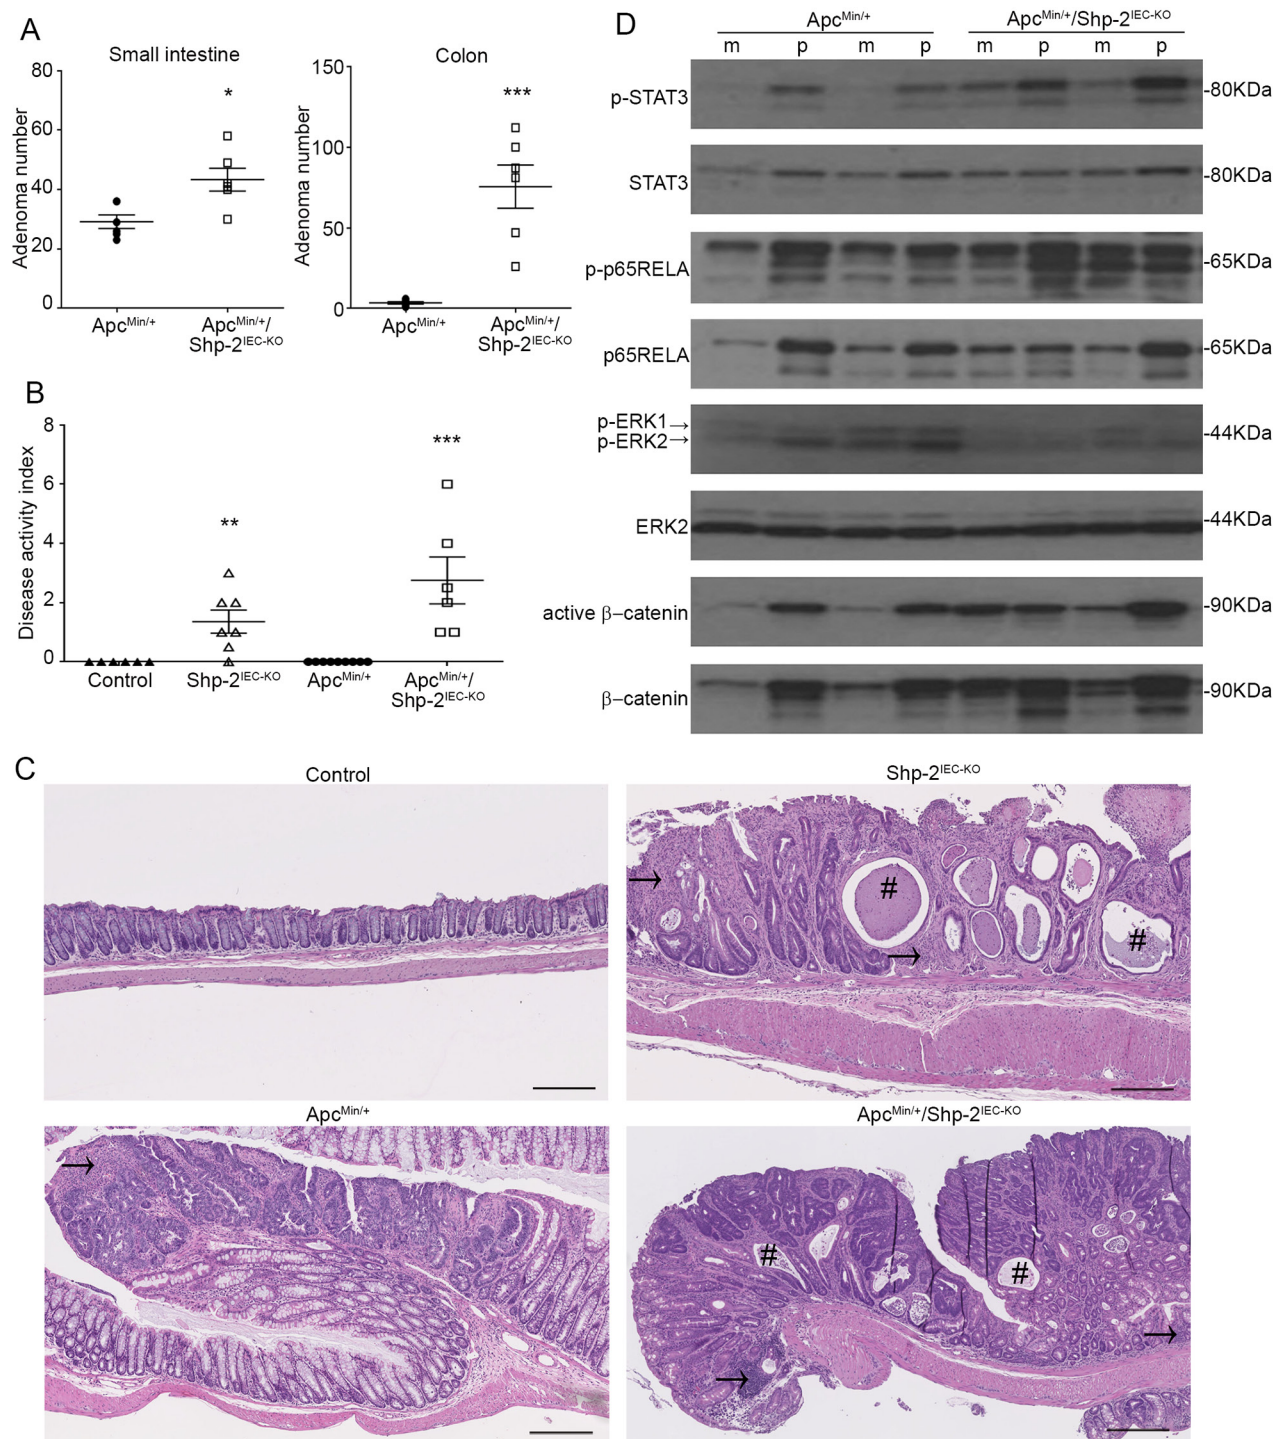 A
Small intestine
Adenoma number
80
60
40
20
0
*
Apc^Min/+
Apc^Min/+/
Shp-2^IEC-KO
Colon
Adenoma number
150
100
50
0
***
Apc^Min/+
Apc^Min/+/
Shp-2^IEC-KO
B
Disease activity index
8
6
4
2
0
**
***
Control
Shp-2^IEC-KO
Apc^Min/+
Apc^Min/+/
Shp-2^IEC-KO
D
Apc^Min/+ Apc^Min/+/Shp-2^IEC-KO
m p m p m p m p
p-STAT3 -80KDa
STAT3 -80KDa
p-p65RELA -65KDa
p65RELA -65KDa
p-ERK1→
p-ERK2→ -44KDa
ERK2 -44KDa
active β−catenin -90KDa
β−catenin -90KDa
C
Control
Shp-2^IEC-KO
# #
Apc^Min/+
Apc^Min/+/Shp-2^IEC-KO
# #